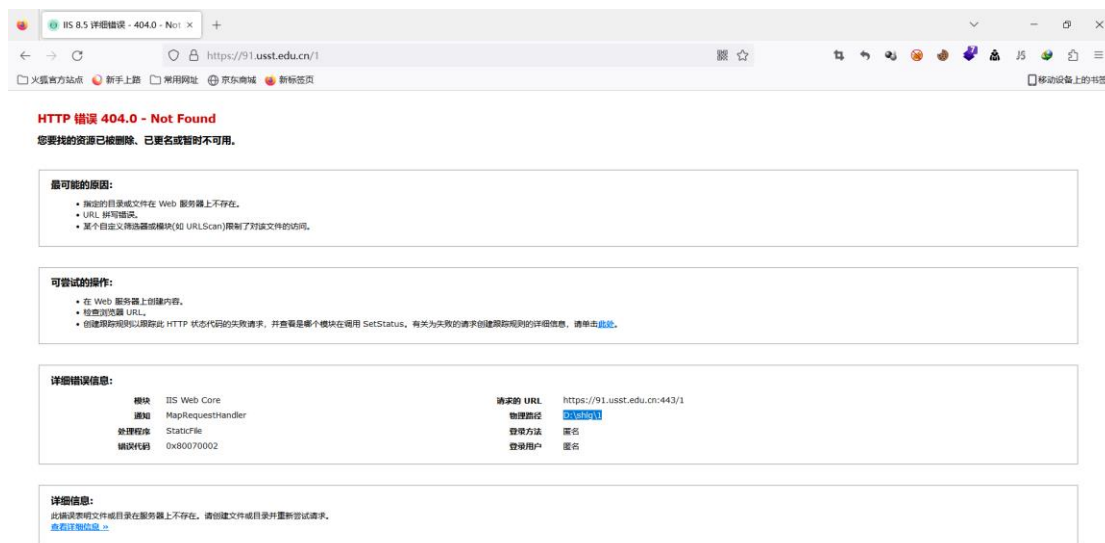 IIS 8.5 详细错误 - 404.0 - Not
https://91.usst.edu.cn/1
火狐官方站点 新手上路 常用网址 京东商城 新标签页 移动设备上的书签
HTTP 错误 404.0 - Not Found
您要找的资源已被删除、已更名或暂时不可用。
最可能的原因:
• 指定的目录或文件在 Web 服务器上不存在。
• URL 拼写错误。
• 某个自定义筛选器或模块(如 URLScan)限制了对该文件的访问。
可尝试的操作:
• 在 Web 服务器上创建内容。
• 检查浏览器 URL。
• 创建跟踪规则以跟踪此 HTTP 状态代码的失败请求，并查看是哪个模块在调用 SetStatus。有关为失败的请求创建跟踪规则的详细信息，请单击此处。
详细错误信息:
模块 IIS Web Core 请求的 URL https://91.usst.edu.cn:443/1
通知 MapRequestHandler 物理路径 D:\shlg\1
处理程序 StaticFile 登录方法 匿名
错误代码 0x80070002 登录用户 匿名
详细信息:
此错误表明文件或目录在服务器上不存在。请创建文件或目录并重新尝试请求。
查看详细信息 »